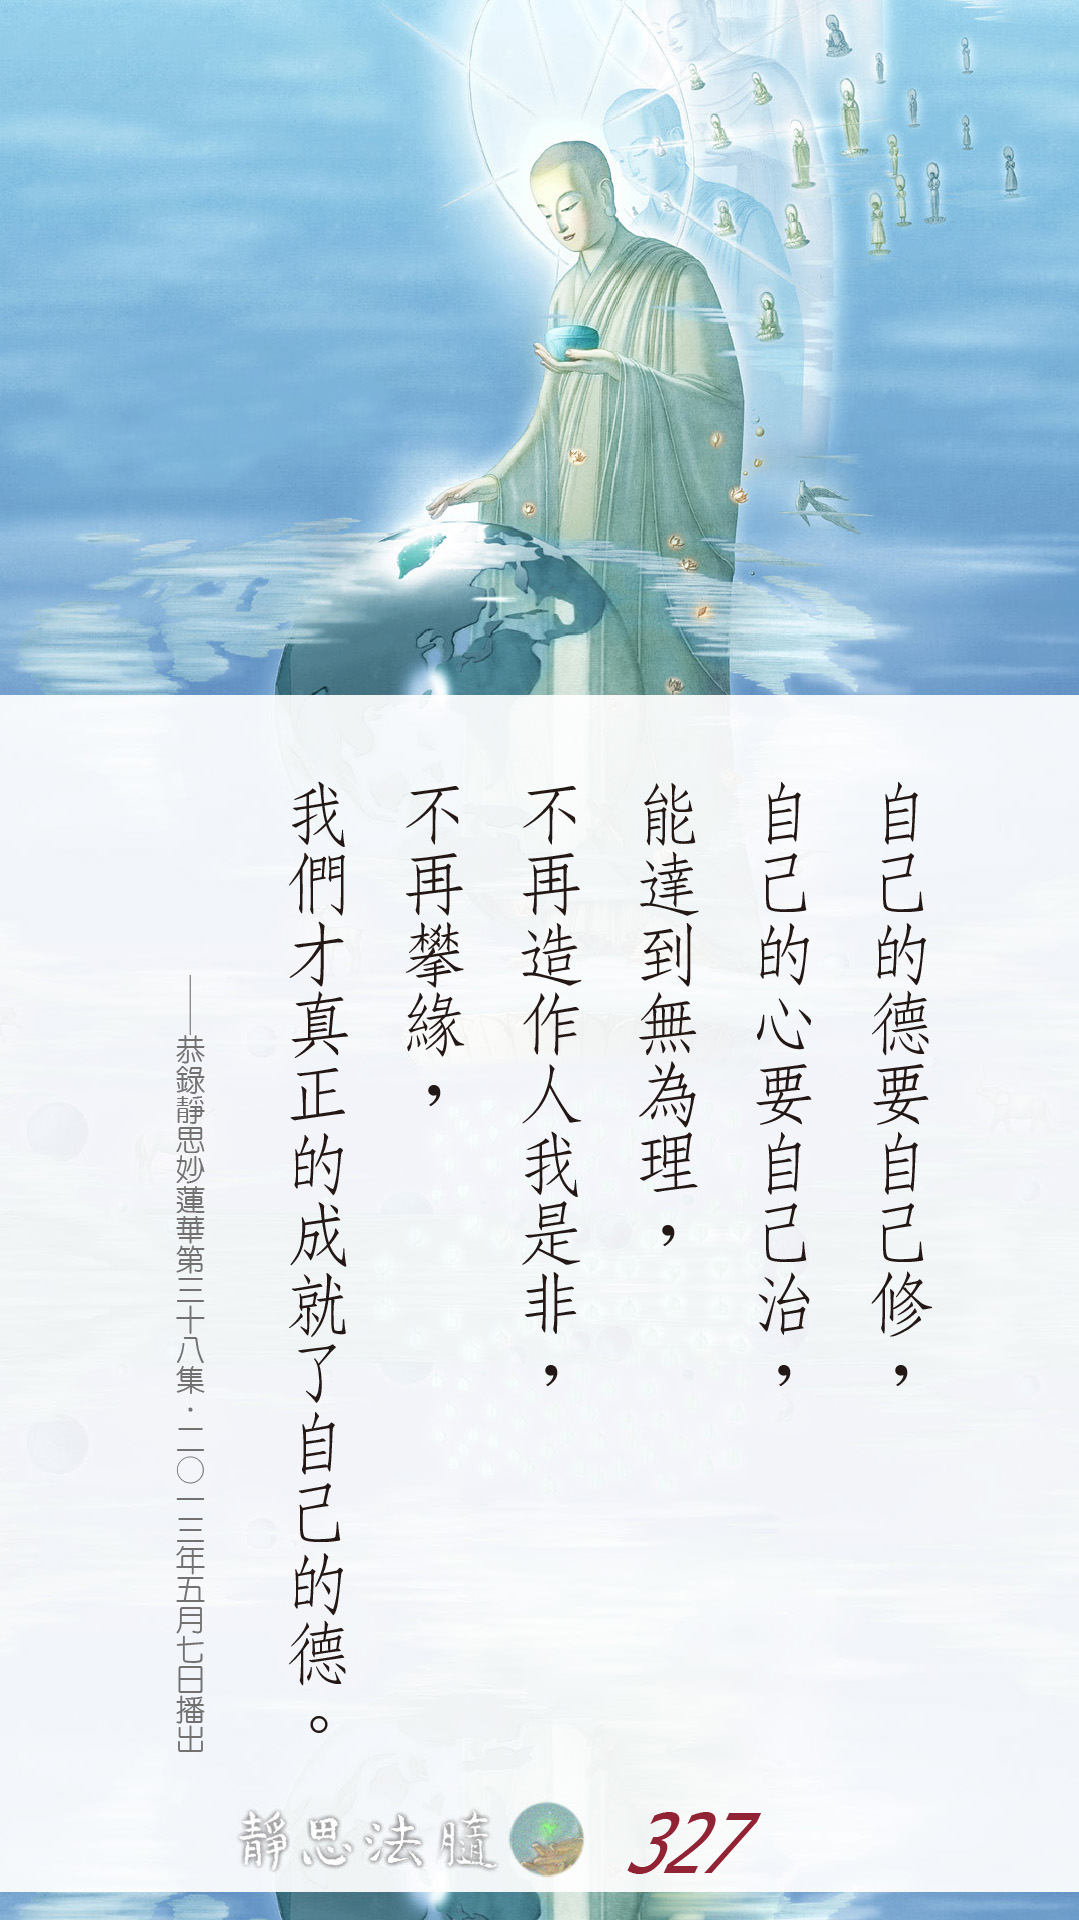 自己的德要自己修，
自己的心要自己治，
能達到無為理，
不再造作人我是非，
不再攀緣，
我們才真正的成就了自己的德。
——恭錄靜思妙蓮華第三十八集．二〇一三年五月七日播出
靜思法髓
327